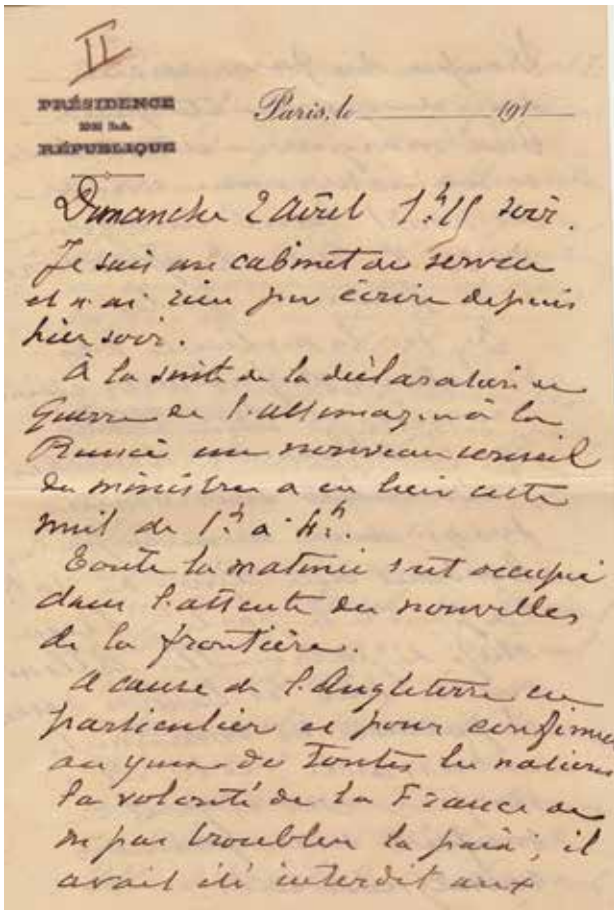 II
PRÉSIDENCE
DE LA
RÉPUBLIQUE
Paris, le 191
Dimanche 2 Août 1h.15 soir.
Je suis au cabinet de service
et n'ai rien pu écrire depuis
hier soir.
À la suite de la déclaration de
guerre de l'Allemagne à la
Russie un nouveau conseil
des ministres a eu lieu cette
nuit de 1h à 4h.
Toute la matinée s'est occupée
dans l'attente des nouvelles
de la frontière.
A cause de l'Angleterre en
particulier et pour confirmer
aux yeux de toutes les nations
la volonté de la France de
ne pas troubler la paix, il
avait été interdit aux